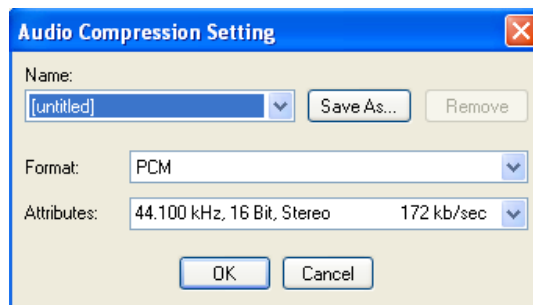 Audio Compression Setting
Name:
[untitled]
Save As...
Remove
Format:
PCM
Attributes:
44.100 kHz, 16 Bit, Stereo 172 kb/sec
OK
Cancel